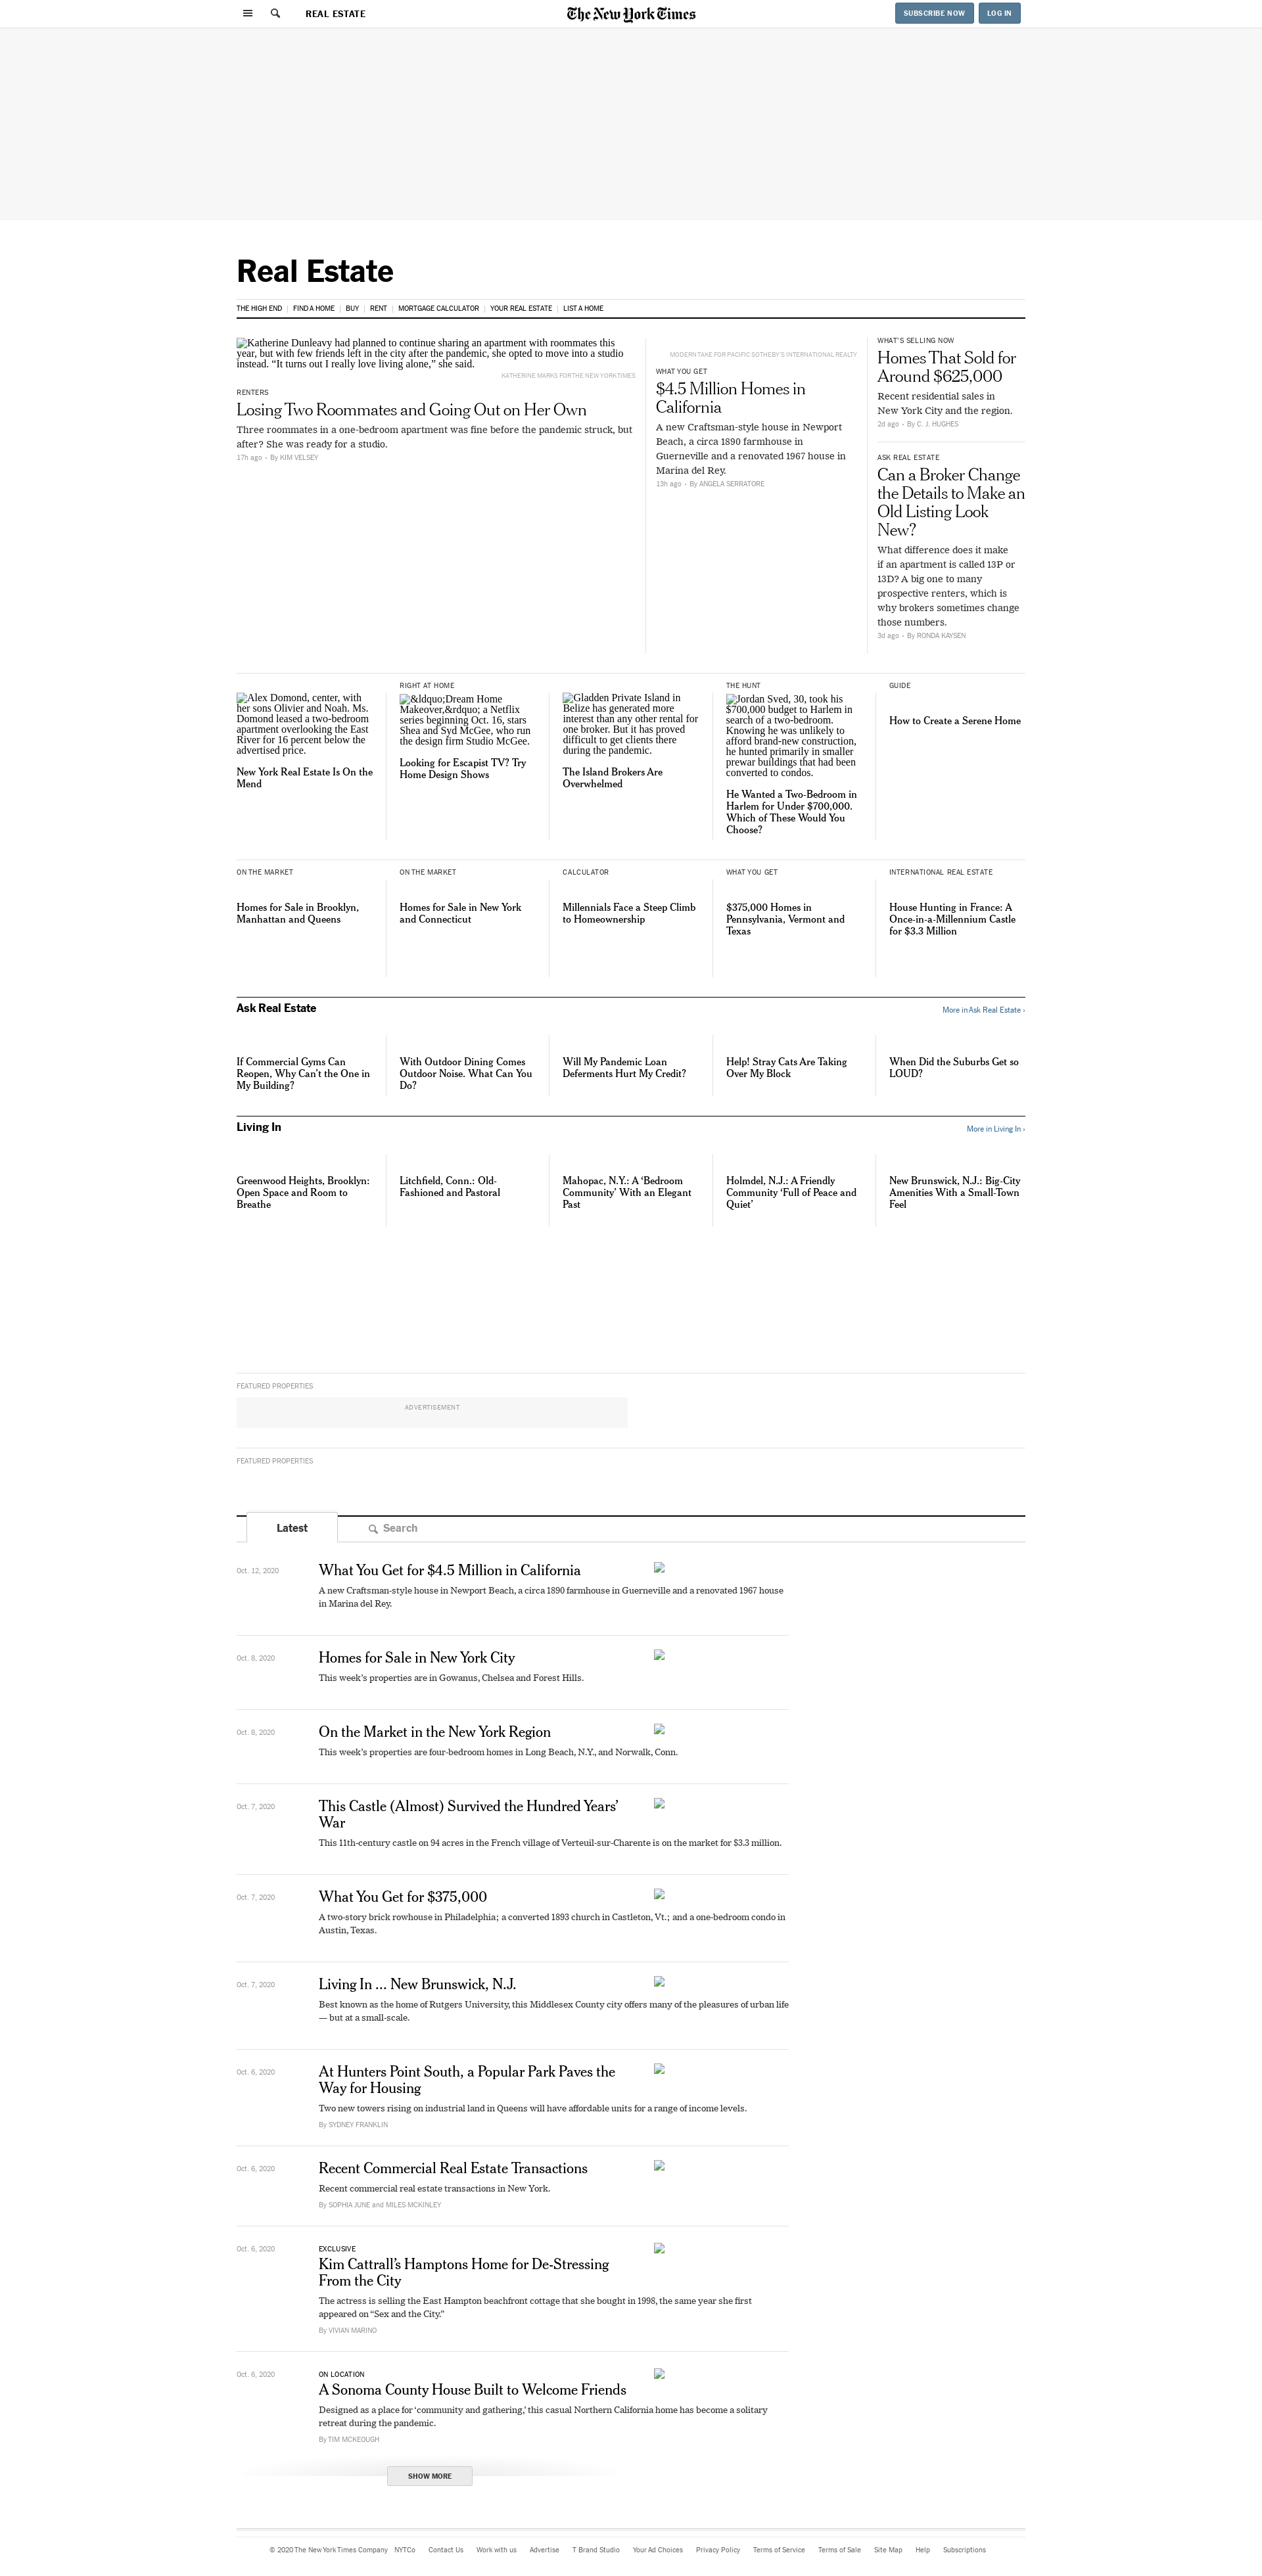 REAL ESTATE
The New York Times
SUBSCRIBE NOW
LOG IN
Real Estate
THE HIGH END
FIND A HOME
BUY
RENT
MORTGAGE CALCULATOR
YOUR REAL ESTATE
LIST A HOME
Katherine Dunleavy had planned to continue sharing an apartment with roommates this
year, but with few friends left in the city after the pandemic, she opted to move into a studio
instead. “It turns out I really love living alone,” she said.
KATHERINE MARKS FOR THE NEW YORK TIMES
RENTERS
Losing Two Roommates and Going Out on Her Own
Three roommates in a one-bedroom apartment was fine before the pandemic struck, but
after? She was ready for a studio.
17h ago • By KIM VELSEY
MODERN TAKE FOR PACIFIC SOTHEBY'S INTERNATIONAL REALTY
WHAT YOU GET
$4.5 Million Homes in
California
A new Craftsman-style house in Newport
Beach, a circa 1890 farmhouse in
Guerneville and a renovated 1967 house in
Marina del Rey.
13h ago • By ANGELA SERRATORE
WHAT'S SELLING NOW
Homes That Sold for
Around $625,000
Recent residential sales in
New York City and the region.
2d ago • By C. J. HUGHES
ASK REAL ESTATE
Can a Broker Change
the Details to Make an
Old Listing Look
New?
What difference does it make
if an apartment is called 13P or
13D? A big one to many
prospective renters, which is
why brokers sometimes change
those numbers.
3d ago • By RONDA KAYSEN
Alex Domond, center, with
her sons Olivier and Noah. Ms.
Domond leased a two-bedroom
apartment overlooking the East
River for 16 percent below the
advertised price.
New York Real Estate Is On the
Mend
RIGHT AT HOME
&ldquo;Dream Home
Makeover,&rdquo; a Netflix
series beginning Oct. 16, stars
Shea and Syd McGee, who run
the design firm Studio McGee.
Looking for Escapist TV? Try
Home Design Shows
Gladden Private Island in
Belize has generated more
interest than any other rental for
one broker. But it has proved
difficult to get clients there
during the pandemic.
The Island Brokers Are
Overwhelmed
THE HUNT
Jordan Sved, 30, took his
$700,000 budget to Harlem in
search of a two-bedroom.
Knowing he was unlikely to
afford brand-new construction,
he hunted primarily in smaller
prewar buildings that had been
converted to condos.
He Wanted a Two-Bedroom in
Harlem for Under $700,000.
Which of These Would You
Choose?
GUIDE
How to Create a Serene Home
ON THE MARKET
Homes for Sale in Brooklyn,
Manhattan and Queens
ON THE MARKET
Homes for Sale in New York
and Connecticut
CALCULATOR
Millennials Face a Steep Climb
to Homeownership
WHAT YOU GET
$375,000 Homes in
Pennsylvania, Vermont and
Texas
INTERNATIONAL REAL ESTATE
House Hunting in France: A
Once-in-a-Millennium Castle
for $3.3 Million
Ask Real Estate
More in Ask Real Estate ›
If Commercial Gyms Can
Reopen, Why Can’t the One in
My Building?
With Outdoor Dining Comes
Outdoor Noise. What Can You
Do?
Will My Pandemic Loan
Deferments Hurt My Credit?
Help! Stray Cats Are Taking
Over My Block
When Did the Suburbs Get so
LOUD?
Living In
More in Living In ›
Greenwood Heights, Brooklyn:
Open Space and Room to
Breathe
Litchfield, Conn.: Old-
Fashioned and Pastoral
Mahopac, N.Y.: A ‘Bedroom
Community’ With an Elegant
Past
Holmdel, N.J.: A Friendly
Community ‘Full of Peace and
Quiet’
New Brunswick, N.J.: Big-City
Amenities With a Small-Town
Feel
FEATURED PROPERTIES
ADVERTISEMENT
FEATURED PROPERTIES
Latest
Search
Oct. 12, 2020
What You Get for $4.5 Million in California
A new Craftsman-style house in Newport Beach, a circa 1890 farmhouse in Guerneville and a renovated 1967 house
in Marina del Rey.
Oct. 8, 2020
Homes for Sale in New York City
This week’s properties are in Gowanus, Chelsea and Forest Hills.
Oct. 8, 2020
On the Market in the New York Region
This week’s properties are four-bedroom homes in Long Beach, N.Y., and Norwalk, Conn.
Oct. 7, 2020
This Castle (Almost) Survived the Hundred Years’
War
This 11th-century castle on 94 acres in the French village of Verteuil-sur-Charente is on the market for $3.3 million.
Oct. 7, 2020
What You Get for $375,000
A two-story brick rowhouse in Philadelphia; a converted 1893 church in Castleton, Vt.; and a one-bedroom condo in
Austin, Texas.
Oct. 7, 2020
Living In ... New Brunswick, N.J.
Best known as the home of Rutgers University, this Middlesex County city offers many of the pleasures of urban life
— but at a small-scale.
Oct. 6, 2020
At Hunters Point South, a Popular Park Paves the
Way for Housing
Two new towers rising on industrial land in Queens will have affordable units for a range of income levels.
By SYDNEY FRANKLIN
Oct. 6, 2020
Recent Commercial Real Estate Transactions
Recent commercial real estate transactions in New York.
By SOPHIA JUNE and MILES MCKINLEY
Oct. 6, 2020
EXCLUSIVE
Kim Cattrall’s Hamptons Home for De-Stressing
From the City
The actress is selling the East Hampton beachfront cottage that she bought in 1998, the same year she first
appeared on “Sex and the City.”
By VIVIAN MARINO
Oct. 6, 2020
ON LOCATION
A Sonoma County House Built to Welcome Friends
Designed as a place for ‘community and gathering,’ this casual Northern California home has become a solitary
retreat during the pandemic.
By TIM MCKEOUGH
SHOW MORE
© 2020 The New York Times Company
NYTCo
Contact Us
Work with us
Advertise
T Brand Studio
Your Ad Choices
Privacy Policy
Terms of Service
Terms of Sale
Site Map
Help
Subscriptions